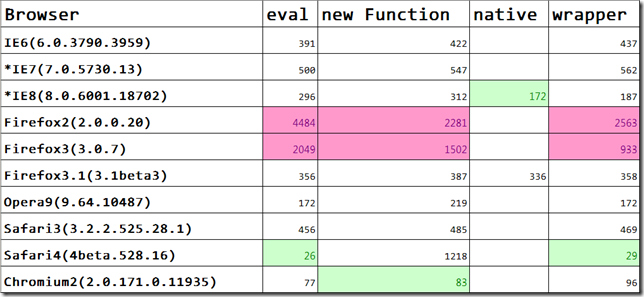 Browser eval new Function native wrapper
IE6(6.0.3790.3959) 391 422 437
*IE7(7.0.5730.13) 500 547 562
*IE8(8.0.6001.18702) 296 312 172 187
Firefox2(2.0.0.20) 4484 2281 2563
Firefox3(3.0.7) 2049 1502 933
Firefox3.1(3.1beta3) 356 387 336 358
Opera9(9.64.10487) 172 219 172
Safari3(3.2.2.525.28.1) 456 485 469
Safari4(4beta.528.16) 26 1218 29
Chromium2(2.0.171.0.11935) 77 83 96